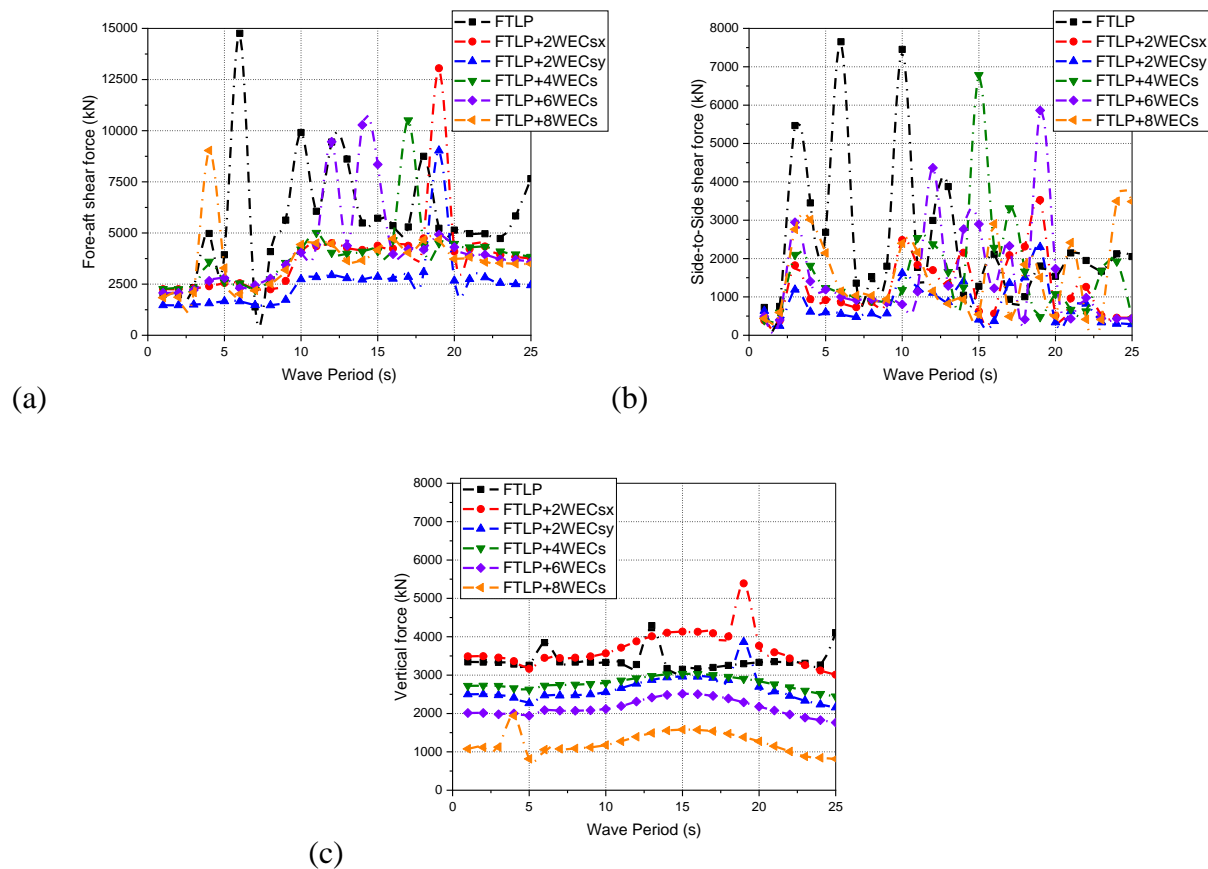 15000
12500
10000
7500
5000
2500
0
Fore-aft shear force (kN)
FTLP
FTLP+2WECsx
FTLP+2WECsy
FTLP+4WECs
FTLP+6WECs
FTLP+8WECs
0 5 10 15 20 25
Wave Period (s)
(a)
8000
7000
6000
5000
4000
3000
2000
1000
0
Side-to-Side shear force (kN)
FTLP
FTLP+2WECsx
FTLP+2WECsy
FTLP+4WECs
FTLP+6WECs
FTLP+8WECs
0 5 10 15 20 25
Wave Period (s)
(b)
8000
7000
6000
5000
4000
3000
2000
1000
0
Vertical force (kN)
FTLP
FTLP+2WECsx
FTLP+2WECsy
FTLP+4WECs
FTLP+6WECs
FTLP+8WECs
0 5 10 15 20 25
Wave Period (s)
(c)